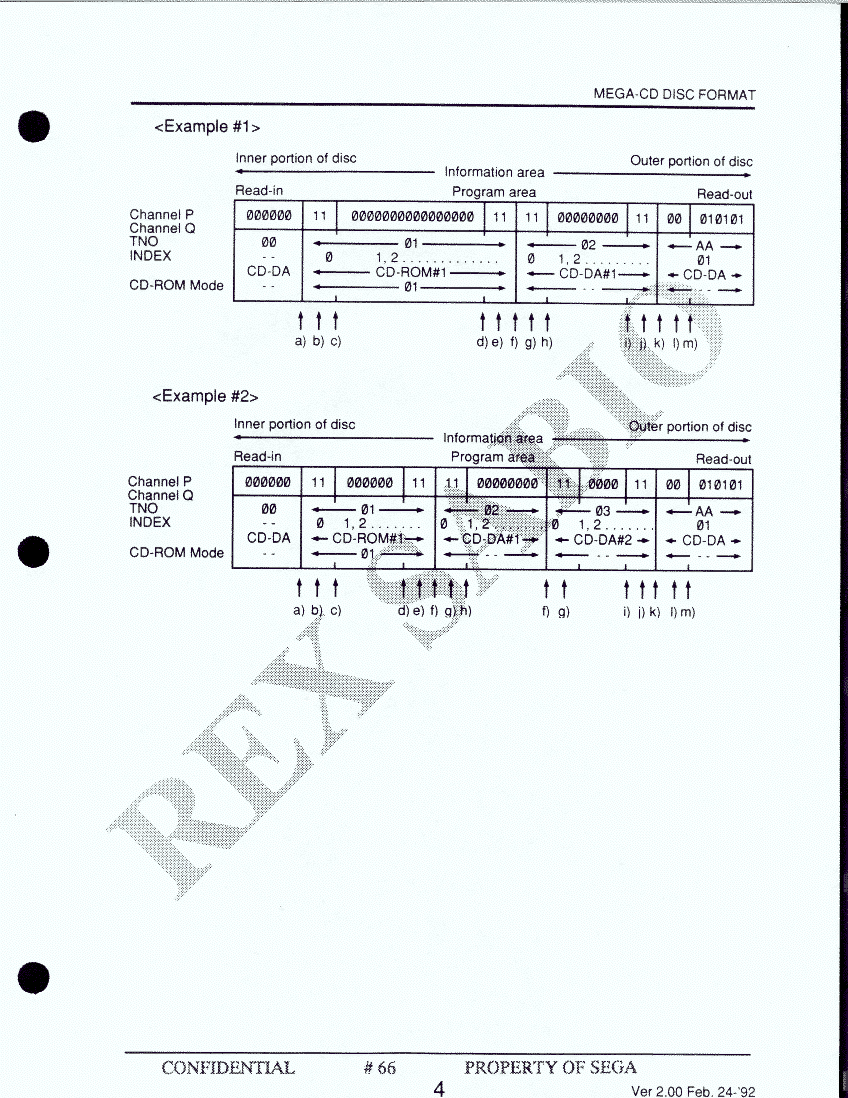 MEGA-CD DISC FORMAT
<Example #1>
Inner portion of disc Information area Outer portion of disc
Read-in Program area Read-out
Channel P 000000 11 0000000000000000 11 11 00000000 11 00 010101
Channel Q
TNO 00 01 02 AA
INDEX -- 0 1, 2 . . . . . . . . . . . . . 0 1, 2 . . . . . . . . . 01
CD-DA CD-ROM#1 CD-DA#1 CD-DA
CD-ROM Mode -- 01 -- --
a) b) c) d) e) f) g) h) i) j) k) l) m)
<Example #2>
Inner portion of disc Information area Outer portion of disc
Read-in Program area Read-out
Channel P 000000 11 000000 11 11 00000000 11 0000 11 00 010101
Channel Q
TNO 00 01 02 03 AA
INDEX -- 0 1, 2 . . . . . . . 0 1, 2 . . . . . . . . 0 1, 2 . . . . . . . 01
CD-DA CD-ROM#1 CD-DA#1 CD-DA#2 CD-DA
CD-ROM Mode -- 01 -- -- --
a) b) c) d) e) f) g) h) f) g) i) j) k) l) m)
REX SABIO
CONFIDENTIAL # 66 PROPERTY OF SEGA
4
Ver 2.00 Feb. 24-'92